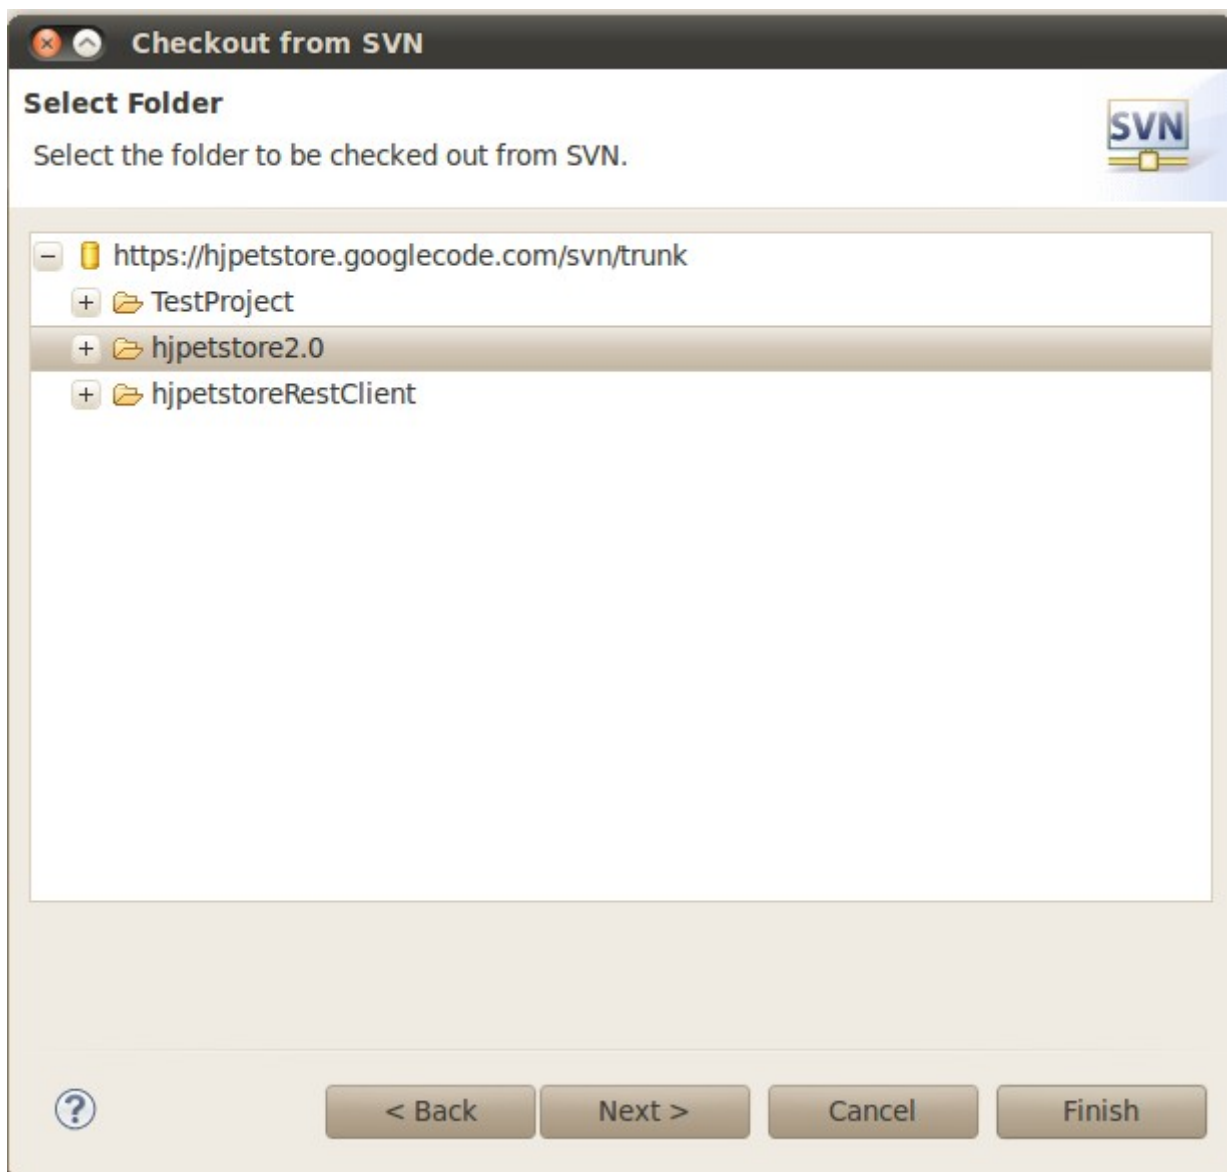 Checkout from SVN
Select Folder
Select the folder to be checked out from SVN.
SVN
https://hjpetstore.googlecode.com/svn/trunk
TestProject
hjpetstore2.0
hjpetstoreRestClient
< Back Next > Cancel Finish